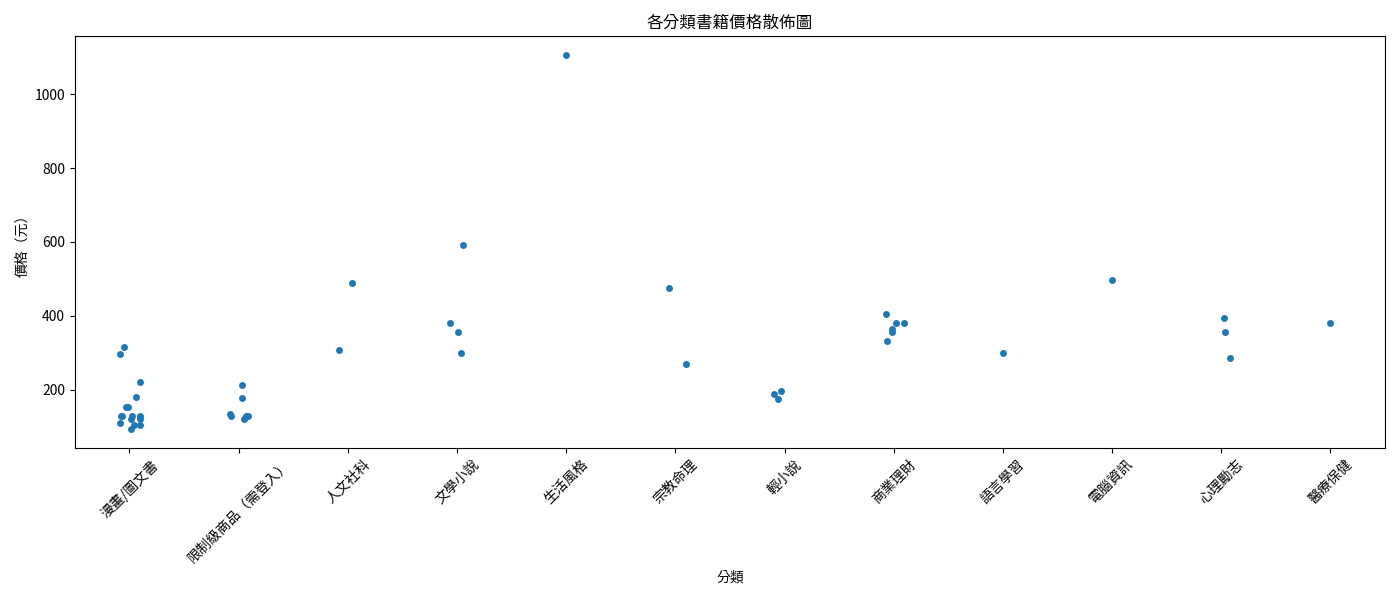 各分類書籍價格散佈圖
價格（元）
1000
800
600
400
200
漫畫/圖文書
限制級商品（需登入）
人文社科
文學小說
生活風格
宗教命理
輕小說
商業理財
語言學習
電腦資訊
心理勵志
醫療保健
分類